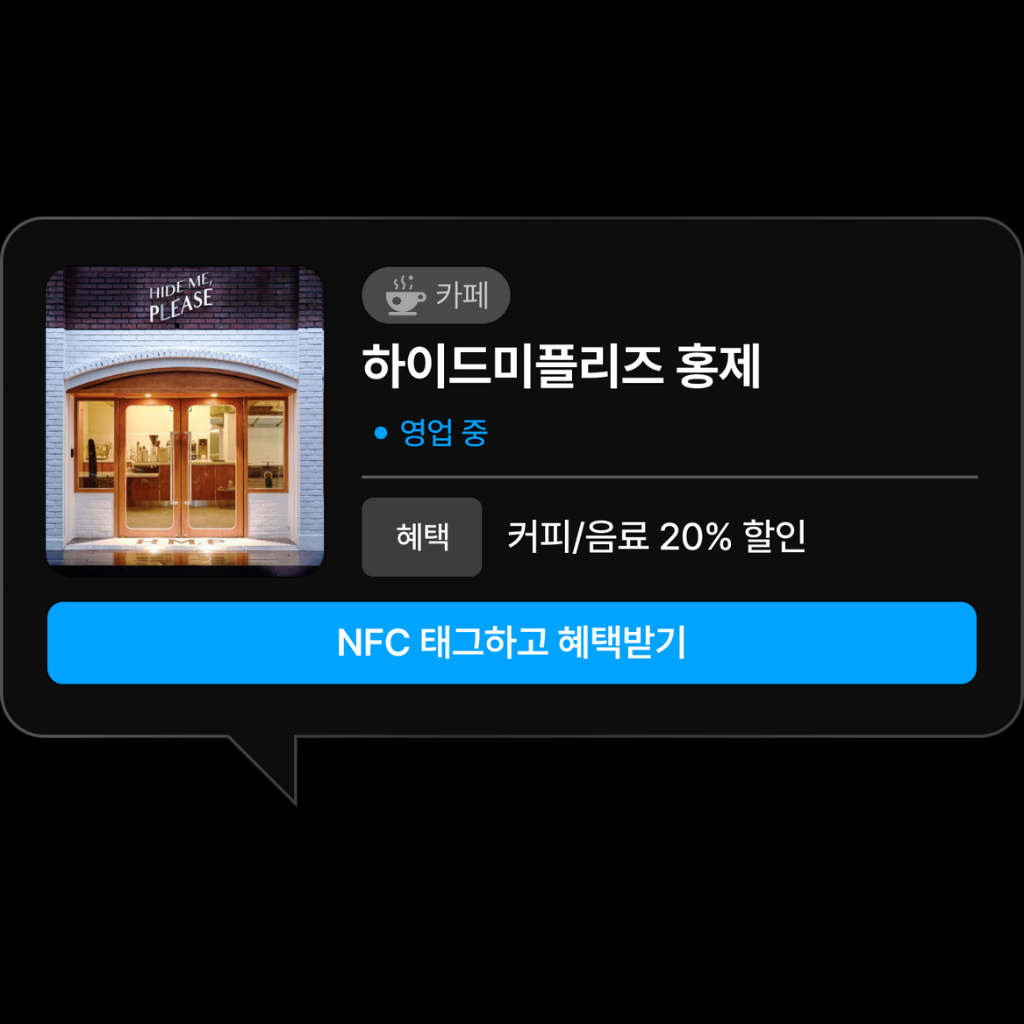 HIDE ME,
PLEASE
H M P
카페
하이드미플리즈 홍제
• 영업 중
혜택
커피/음료 20% 할인
NFC 태그하고 혜택받기